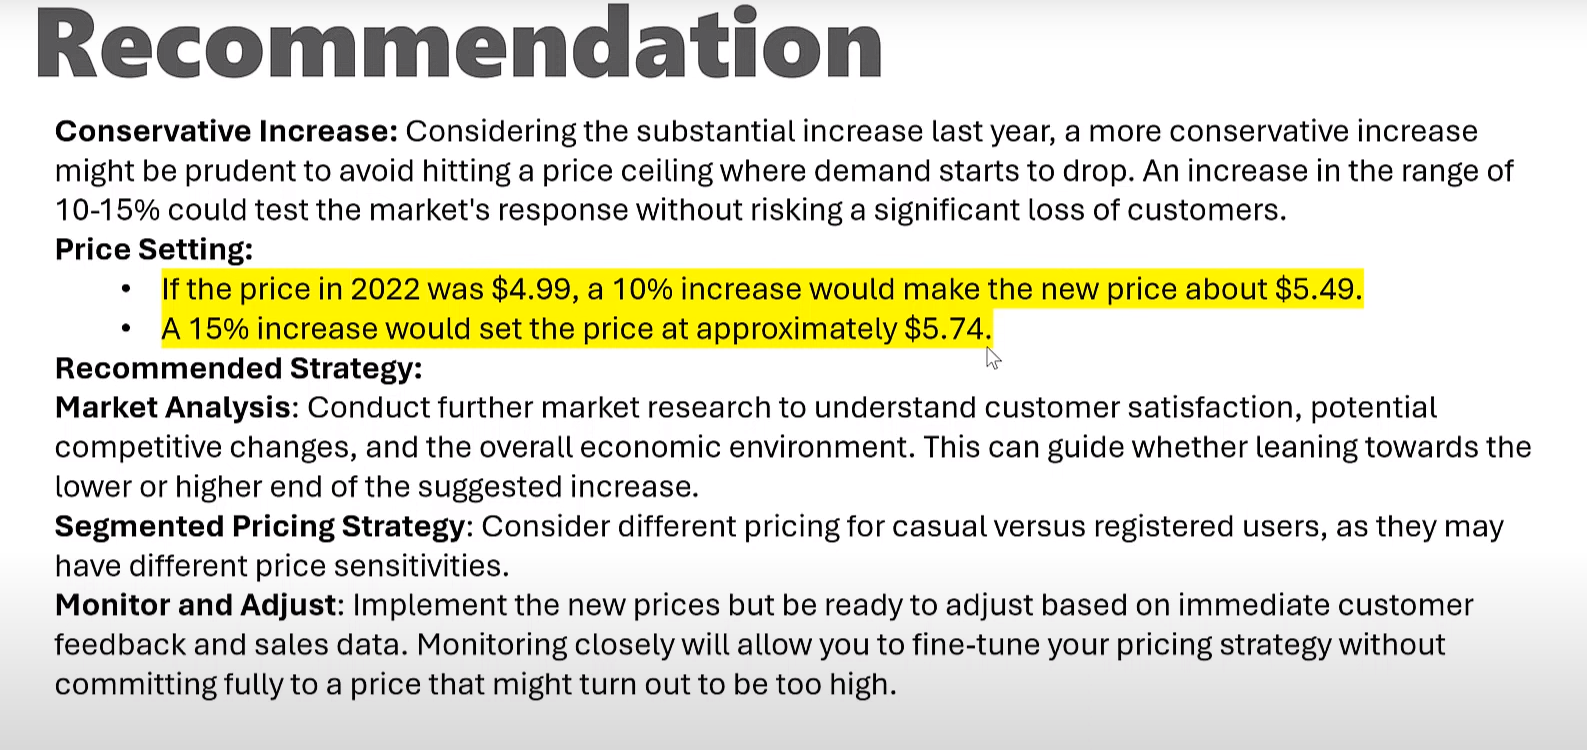 Recommendation
Conservative Increase: Considering the substantial increase last year, a more conservative increase
might be prudent to avoid hitting a price ceiling where demand starts to drop. An increase in the range of
10-15% could test the market's response without risking a significant loss of customers.
Price Setting:
• If the price in 2022 was $4.99, a 10% increase would make the new price about $5.49.
• A 15% increase would set the price at approximately $5.74.
Recommended Strategy:
Market Analysis: Conduct further market research to understand customer satisfaction, potential
competitive changes, and the overall economic environment. This can guide whether leaning towards the
lower or higher end of the suggested increase.
Segmented Pricing Strategy: Consider different pricing for casual versus registered users, as they may
have different price sensitivities.
Monitor and Adjust: Implement the new prices but be ready to adjust based on immediate customer
feedback and sales data. Monitoring closely will allow you to fine-tune your pricing strategy without
committing fully to a price that might turn out to be too high.